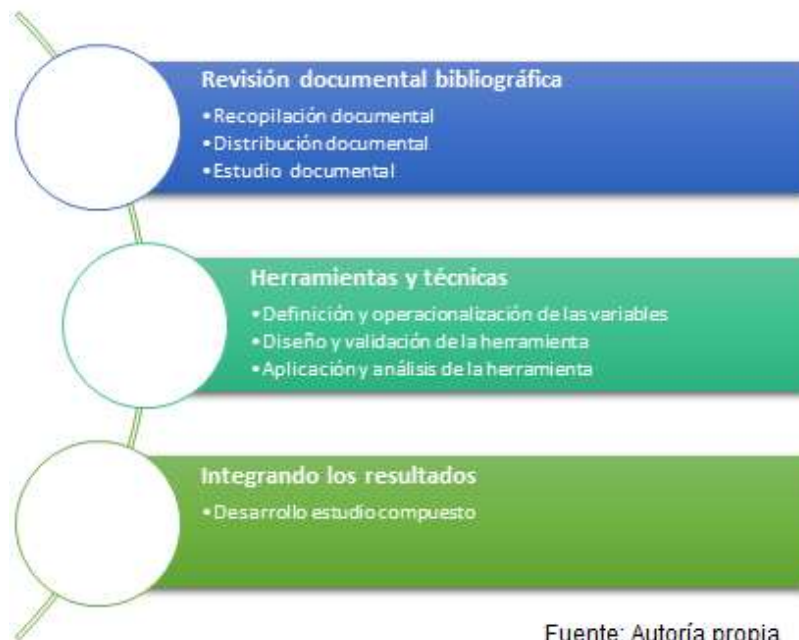 Revisión documental bibliográfica
•Recopilación documental
•Distribución documental
•Estudio documental
Herramientas y técnicas
•Definición y operacionalización de las variables
•Diseño y validación de la herramienta
•Aplicación y análisis de la herramienta
Integrando los resultados
•Desarrollo estudio compuesto
Fuente: Autoría propia